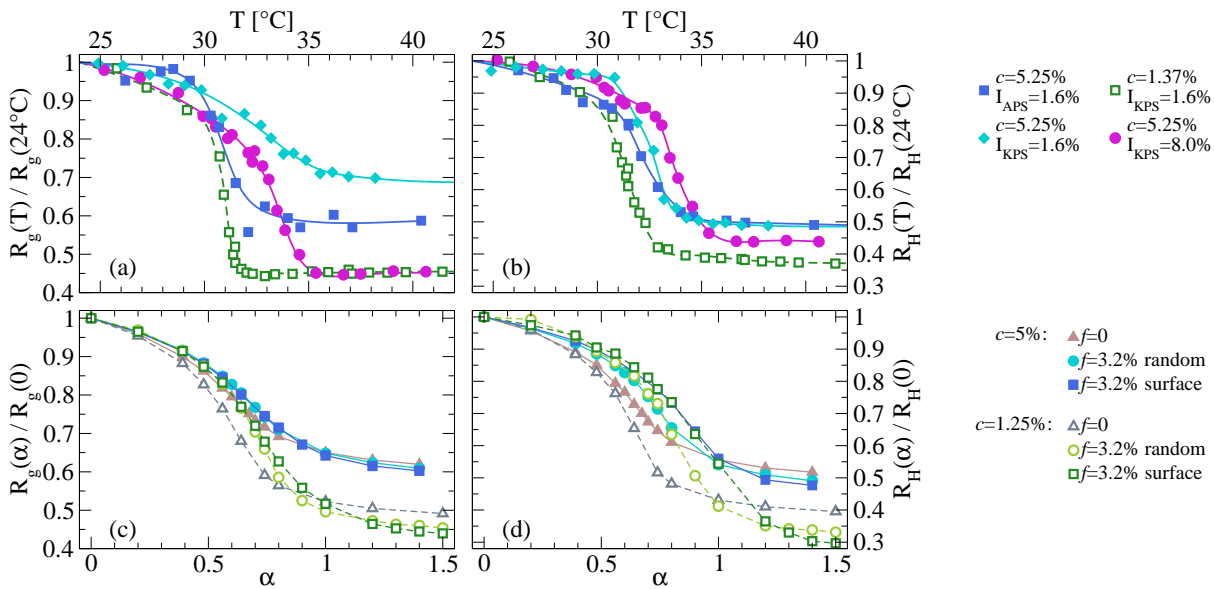 T [°C]
T [°C]
25 30 35 40
25 30 35 40
1
0.9
0.8
0.7
0.6
0.5
0.4
R_g(T) / R_g(24°C)
(a)
1
0.9
0.8
0.7
0.6
0.5
0.4
0.3
R_H(T) / R_H(24°C)
(b)
c=5.25%
I_APS=1.6%
c=1.37%
I_KPS=1.6%
c=5.25%
I_KPS=1.6%
c=5.25%
I_KPS=8.0%
1
0.9
0.8
0.7
0.6
0.5
0.4
R_g(α) / R_g(0)
(c)
0 0.5 1 1.5
α
1
0.9
0.8
0.7
0.6
0.5
0.4
0.3
R_H(α) / R_H(0)
(d)
0 0.5 1 1.5
α
c=5%: f=0
f=3.2% random
f=3.2% surface
c=1.25%: f=0
f=3.2% random
f=3.2% surface